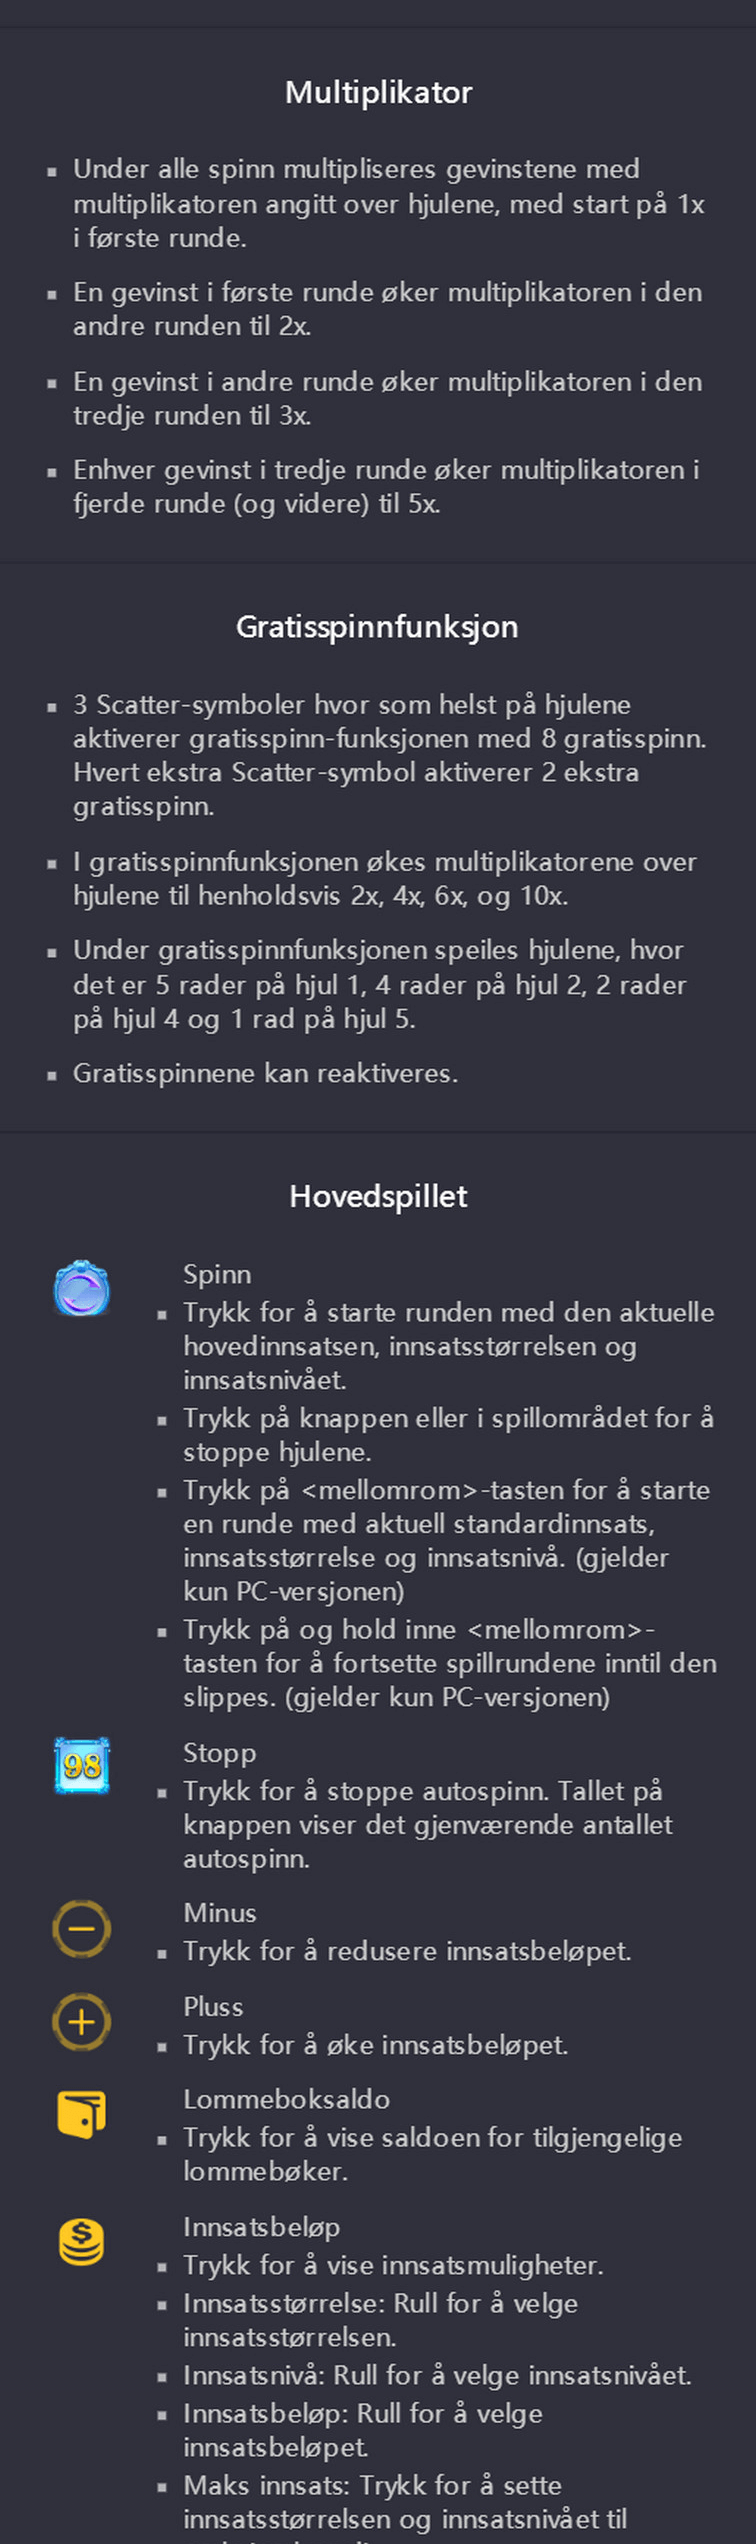 Multiplikator
▪ Under alle spinn multipliseres gevinstene med
multiplikatoren angitt over hjulene, med start på 1x
i første runde.
▪ En gevinst i første runde øker multiplikatoren i den
andre runden til 2x.
▪ En gevinst i andre runde øker multiplikatoren i den
tredje runden til 3x.
▪ Enhver gevinst i tredje runde øker multiplikatoren i
fjerde runde (og videre) til 5x.
Gratisspinnfunksjon
▪ 3 Scatter-symboler hvor som helst på hjulene
aktiverer gratisspinn-funksjonen med 8 gratisspinn.
Hvert ekstra Scatter-symbol aktiverer 2 ekstra
gratisspinn.
▪ I gratisspinnfunksjonen økes multiplikatorene over
hjulene til henholdsvis 2x, 4x, 6x, og 10x.
▪ Under gratisspinnfunksjonen speiles hjulene, hvor
det er 5 rader på hjul 1, 4 rader på hjul 2, 2 rader
på hjul 4 og 1 rad på hjul 5.
▪ Gratisspinnene kan reaktiveres.
Hovedspillet
Spinn
▪ Trykk for å starte runden med den aktuelle
hovedinnsatsen, innsatsstørrelsen og
innsatsnivået.
▪ Trykk på knappen eller i spillområdet for å
stoppe hjulene.
▪ Trykk på <mellomrom>-tasten for å starte
en runde med aktuell standardinnsats,
innsatsstørrelse og innsatsnivå. (gjelder
kun PC-versjonen)
▪ Trykk på og hold inne <mellomrom>-
tasten for å fortsette spillrundene inntil den
slippes. (gjelder kun PC-versjonen)
98
Stopp
▪ Trykk for å stoppe autospinn. Tallet på
knappen viser det gjenværende antallet
autospinn.
Minus
▪ Trykk for å redusere innsatsbeløpet.
Pluss
▪ Trykk for å øke innsatsbeløpet.
Lommeboksaldo
▪ Trykk for å vise saldoen for tilgjengelige
lommebøker.
Innsatsbeløp
▪ Trykk for å vise innsatsmuligheter.
▪ Innsatsstørrelse: Rull for å velge
innsatsstørrelsen.
▪ Innsatsnivå: Rull for å velge innsatsnivået.
▪ Innsatsbeløp: Rull for å velge
innsatsbeløpet.
▪ Maks innsats: Trykk for å sette
innsatsstørrelsen og innsatsnivået til